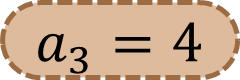 a₃ = 4